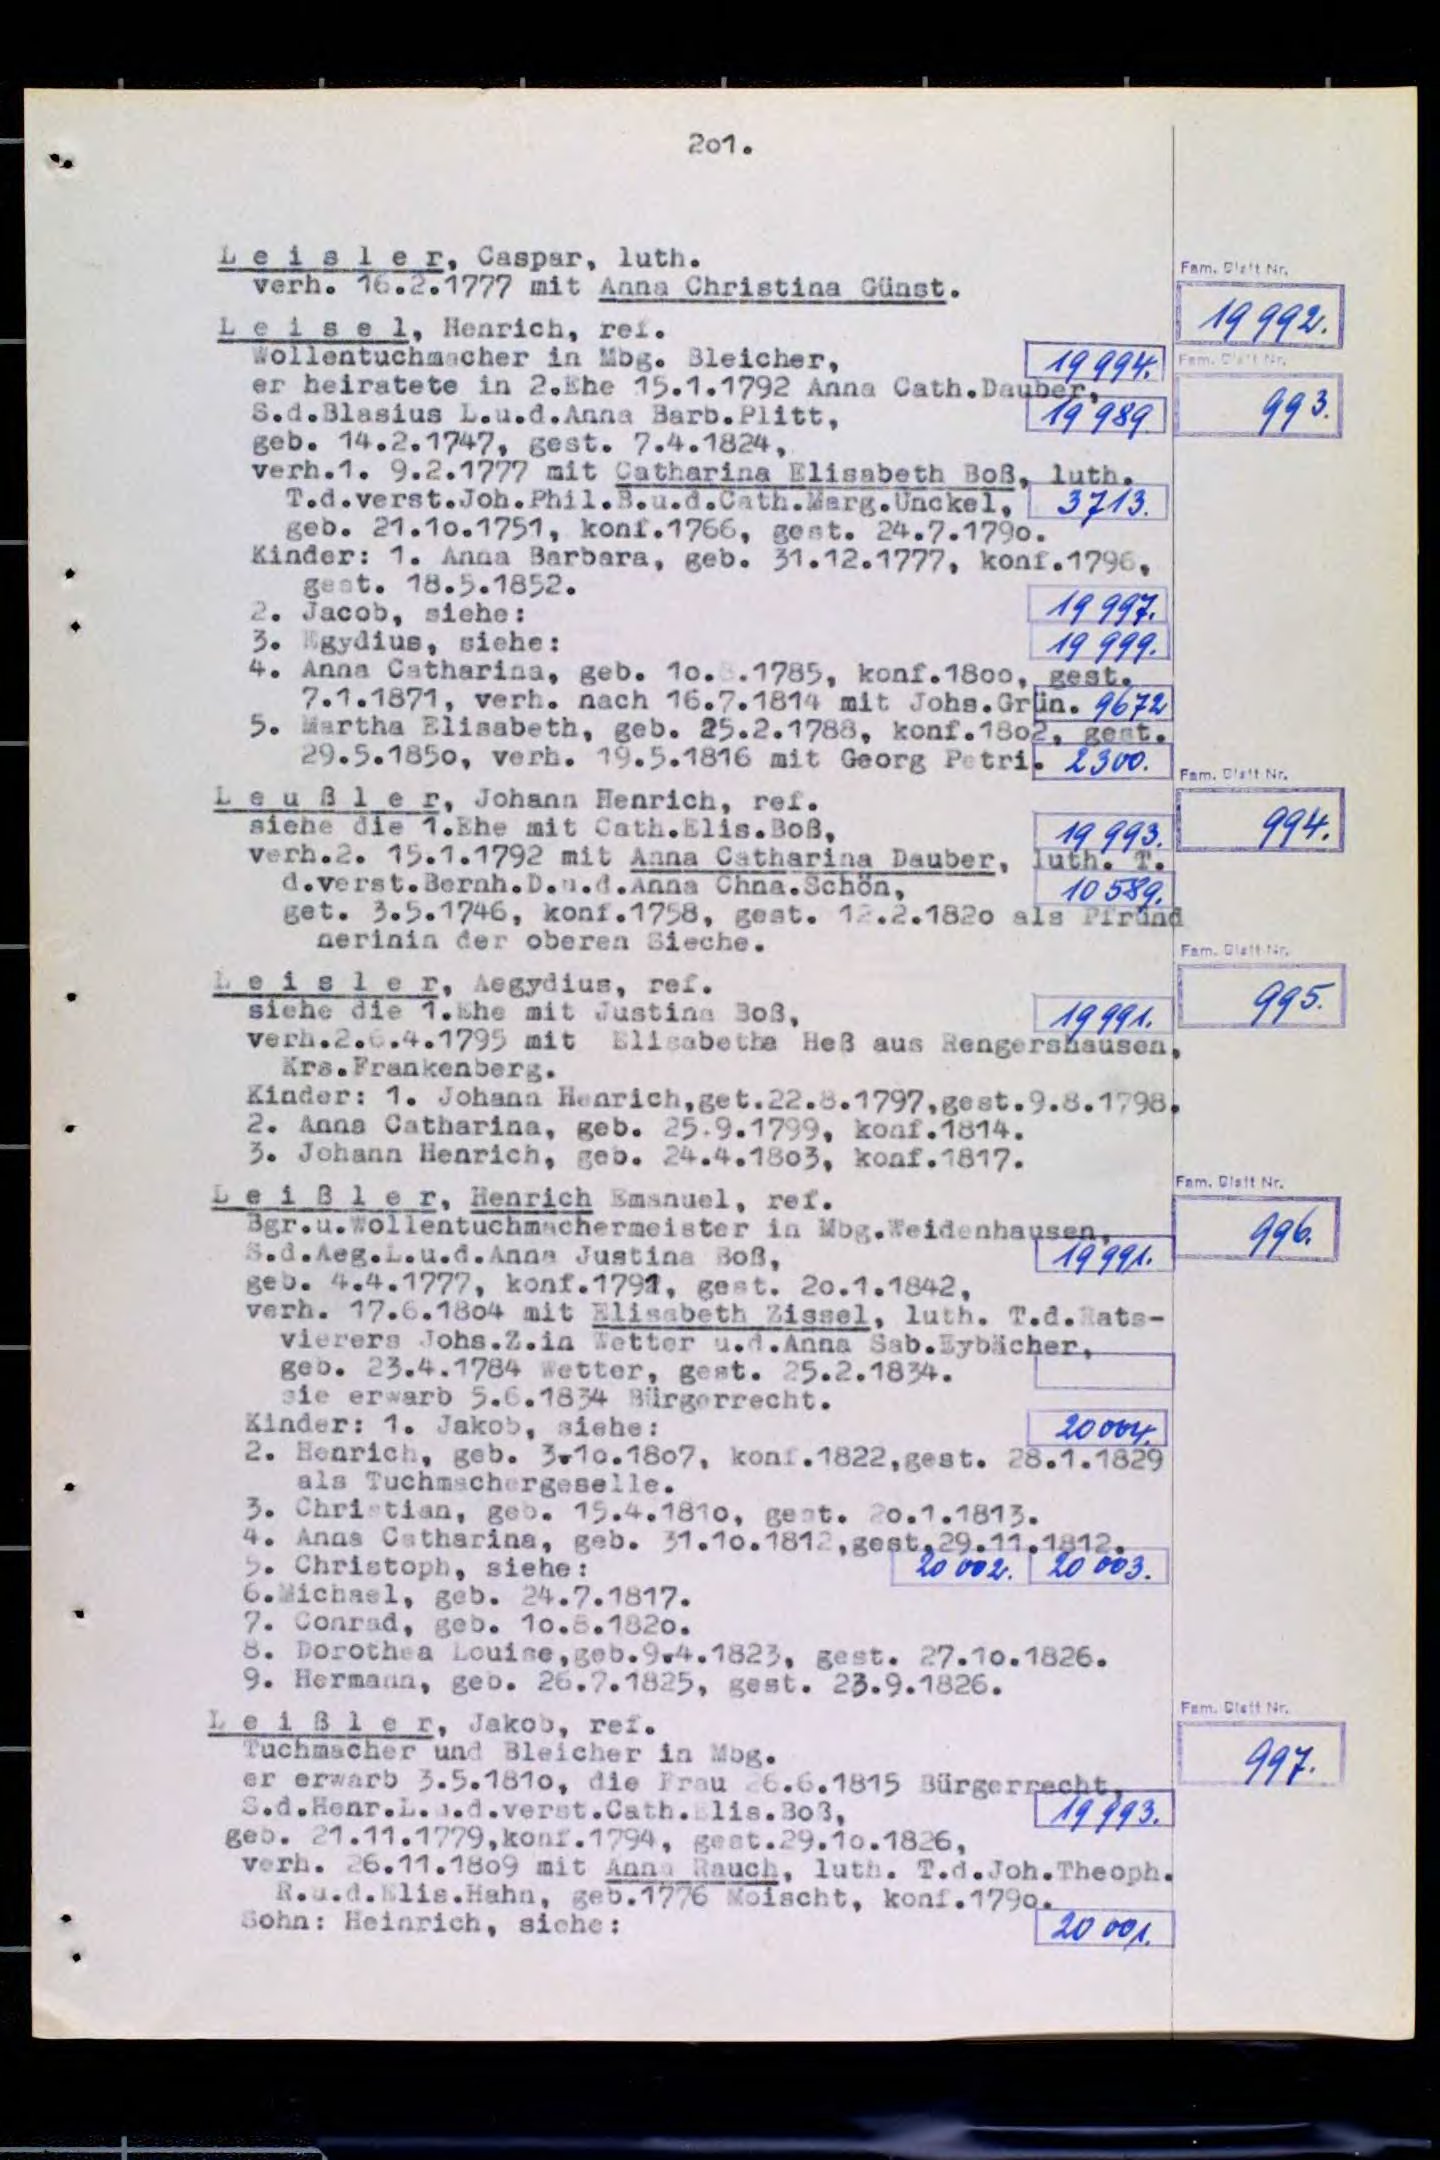 201.
L e i s l e r, Caspar, luth.
verh. 16.2.1777 mit Anna Christina Günst.
Fam. Blatt Nr.
19 992.
L e i s e l, Henrich, ref.
Wollentuchmacher in Mbg. Bleicher, 19 994.
Fam. Blatt Nr.
993.
er heiratete in 2.Ehe 15.1.1792 Anna Cath.Dauber,
S.d.Blasius L.u.d.Anna Barb.Plitt, 19 989.
geb. 14.2.1747, gest. 7.4.1824,
verh.1. 9.2.1777 mit Catharina Elisabeth Boß, luth.
T.d.verst.Joh.Phil.B.u.d.Cath.Marg.Unckel, 3713.
geb. 21.1o.1751, konf.1766, gest. 24.7.179o.
Kinder: 1. Anna Barbara, geb. 31.12.1777, konf.1796,
gest. 18.5.1852.
2. Jacob, siehe: 19 997.
3. Egydius, siehe: 19 999.
4. Anna Catharina, geb. 1o. .1785, konf.18oo, gest.
7.1.1871, verh. nach 16.7.1814 mit Johs.Grün. 9672
5. Martha Elisabeth, geb. 25.2.1788, konf.18o2, gest.
29.5.185o, verh. 19.5.1816 mit Georg Petri. 2300.
Fam. Blatt Nr.
994.
L e u ß l e r, Johann Henrich, ref.
siehe die 1.Ehe mit Cath.Elis.Boß, 19 993.
verh.2. 15.1.1792 mit Anna Catharina Dauber, luth. T.
d.verst.Bernh.D.u.d.Anna Chna.Schön, 10 589.
get. 3.5.1746, konf.1758, gest. 12.2.182o als Pfründ
nerinin der oberen Sieche.
Fam. Blatt Nr.
995.
L e i s l e r, Aegydius, ref.
siehe die 1.Ehe mit Justina Boß, 19 991.
verh.2.6.4.1795 mit Elisabetha Heß aus Rengershausen,
Krs.Frankenberg.
Kinder: 1. Johann Henrich,get.22.8.1797,gest.9.8.1798.
2. Anna Catharina, geb. 25.9.1799, konf.1814.
3. Johann Henrich, geb. 24.4.18o3, konf.1817.
Fam. Blatt Nr.
996.
L e i ß l e r, Henrich Emanuel, ref.
Bgr.u.Wollentuchmachermeister in Mbg.Weidenhausen,
S.d.Aeg.L.u.d.Anna Justina Boß, 19 991.
geb. 4.4.1777, konf.1791, gest. 2o.1.1842,
verh. 17.6.18o4 mit Elisabeth Zissel, luth. T.d.Rats-
vierers Johs.Z.in Wetter u.d.Anna Sab.Eybächer,
geb. 23.4.1784 Wetter, gest. 25.2.1834.
sie erwarb 5.6.1834 Bürgerrecht.
Kinder: 1. Jakob, siehe: 20 004.
2. Henrich, geb. 3.1o.18o7, konf.1822,gest. 28.1.1829
als Tuchmachergeselle.
3. Christian, geb. 15.4.181o, gest. 2o.1.1813.
4. Anna Catharina, geb. 31.1o.1812,gest.29.11.1812.
5. Christoph, siehe: 20 002. 20 003.
6.Michael, geb. 24.7.1817.
7. Conrad, geb. 1o.8.182o.
8. Dorothea Louise,geb.9.4.1823, gest. 27.1o.1826.
9. Hermann, geb. 26.7.1825, gest. 23.9.1826.
Fam. Blatt Nr.
997.
L e i ß l e r, Jakob, ref.
Tuchmacher und Bleicher in Mbg.
er erwarb 3.5.181o, die Frau 26.6.1815 Bürgerrecht,
S.d.Henr.L.u.d.verst.Cath.Elis.Boß, 19 993.
geb. 21.11.1779,konf.1794, gest.29.1o.1826,
verh. 26.11.18o9 mit Anna Rauch, luth. T.d.Joh.Theoph.
R.u.d.Elis.Hahn, geb.1776 Moischt, konf.179o.
Sohn: Heinrich, siehe: 20 001.